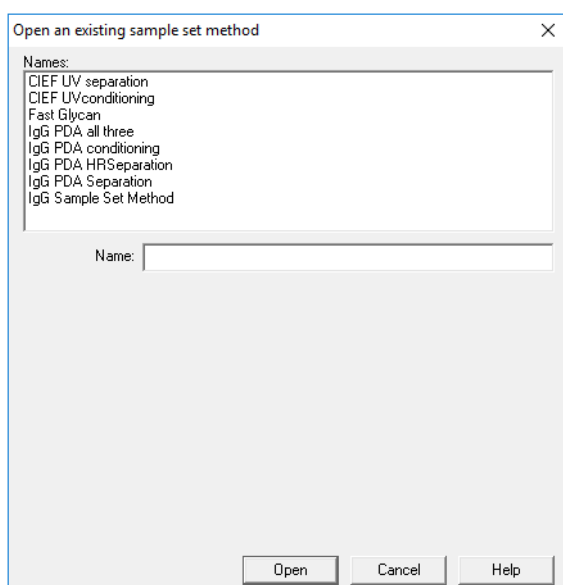 Open an existing sample set method
Names:
CIEF UV separation
CIEF UVconditioning
Fast Glycan
IgG PDA all three
IgG PDA conditioning
IgG PDA HRSeparation
IgG PDA Separation
IgG Sample Set Method
Name:
Open Cancel Help